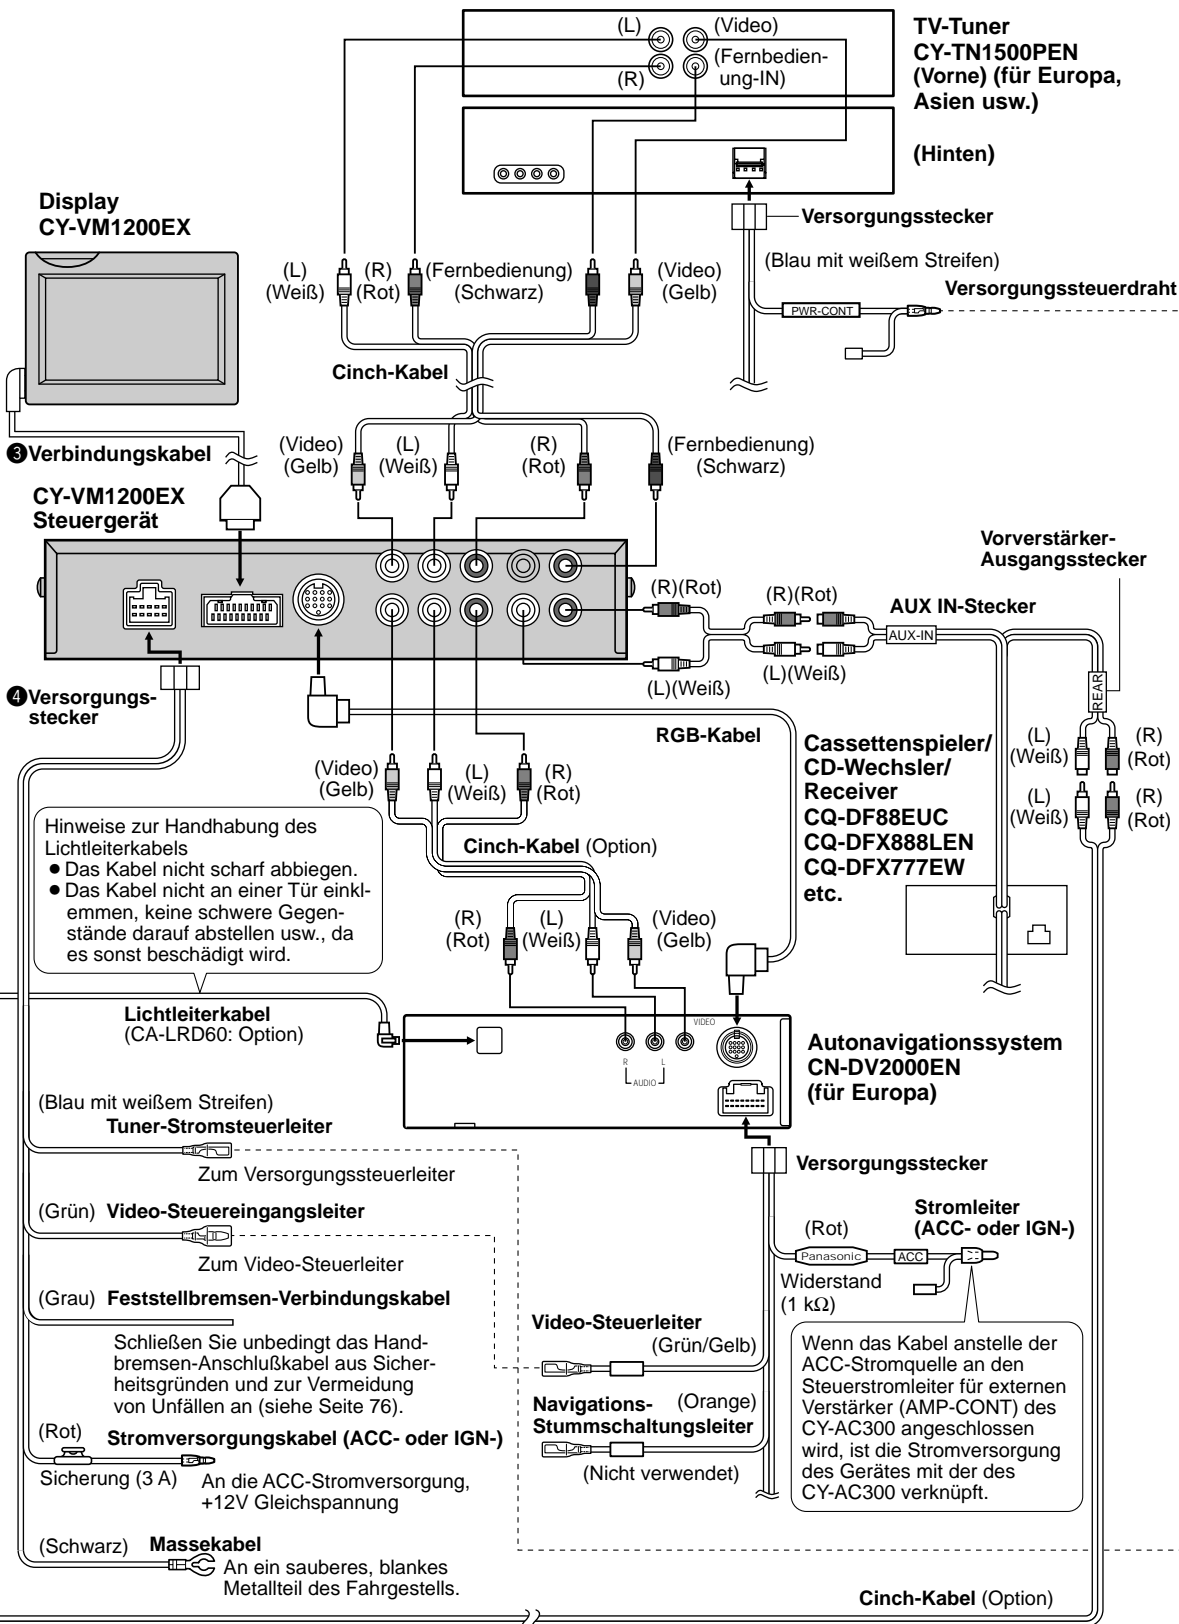 (L)
(Video)
(R)
(Fernbedien-
ung-IN)
TV-Tuner
CY-TN1500PEN
(Vorne) (für Europa,
Asien usw.)
(Hinten)
Display
CY-VM1200EX
Versorgungsstecker
(Blau mit weißem Streifen)
Versorgungssteuerdraht
PWR-CONT
(L)
(Weiß)
(R)
(Rot)
(Fernbedienung)
(Schwarz)
(Video)
(Gelb)
Cinch-Kabel
❸Verbindungskabel
(Video)
(Gelb)
(L)
(Weiß)
(R)
(Rot)
(Fernbedienung)
(Schwarz)
CY-VM1200EX
Steuergerät
Vorverstärker-
Ausgangsstecker
(R)(Rot)
(R)(Rot)
AUX IN-Stecker
AUX-IN
(L)(Weiß)
(L)(Weiß)
REAR
❹Versorgungs-
stecker
RGB-Kabel
(L)
(Weiß)
(R)
(Rot)
(L)
(Weiß)
(R)
(Rot)
Cassettenspieler/
CD-Wechsler/
Receiver
CQ-DF88EUC
CQ-DFX888LEN
CQ-DFX777EW
etc.
(Video)
(Gelb)
(L)
(Weiß)
(R)
(Rot)
Cinch-Kabel (Option)
Hinweise zur Handhabung des
Lichtleiterkabels
● Das Kabel nicht scharf abbiegen.
● Das Kabel nicht an einer Tür einkl-
emmen, keine schwere Gegen-
stände darauf abstellen usw., da
es sonst beschädigt wird.
(R)
(Rot)
(L)
(Weiß)
(Video)
(Gelb)
Lichtleiterkabel
(CA-LRD60: Option)
VIDEO
R
L
AUDIO
Autonavigationssystem
CN-DV2000EN
(für Europa)
(Blau mit weißem Streifen)
Tuner-Stromsteuerleiter
Zum Versorgungssteuerleiter
Versorgungsstecker
(Grün) Video-Steuereingangsleiter
Zum Video-Steuerleiter
Stromleiter
(ACC- oder IGN-)
(Rot)
Panasonic
ACC
Widerstand
(1 kΩ)
(Grau) Feststellbremsen-Verbindungskabel
Schließen Sie unbedingt das Hand-
bremsen-Anschlußkabel aus Sicher-
heitsgründen und zur Vermeidung
von Unfällen an (siehe Seite 76).
Video-Steuerleiter
(Grün/Gelb)
Navigations-
Stummschaltungsleiter
(Orange)
(Nicht verwendet)
Wenn das Kabel anstelle der
ACC-Stromquelle an den
Steuerstromleiter für externen
Verstärker (AMP-CONT) des
CY-AC300 angeschlossen
wird, ist die Stromversorgung
des Gerätes mit der des
CY-AC300 verknüpft.
(Rot)
Stromversorgungskabel (ACC- oder IGN-)
Sicherung (3 A)
An die ACC-Stromversorgung,
+12V Gleichspannung
(Schwarz) Massekabel
An ein sauberes, blankes
Metallteil des Fahrgestells.
Cinch-Kabel (Option)